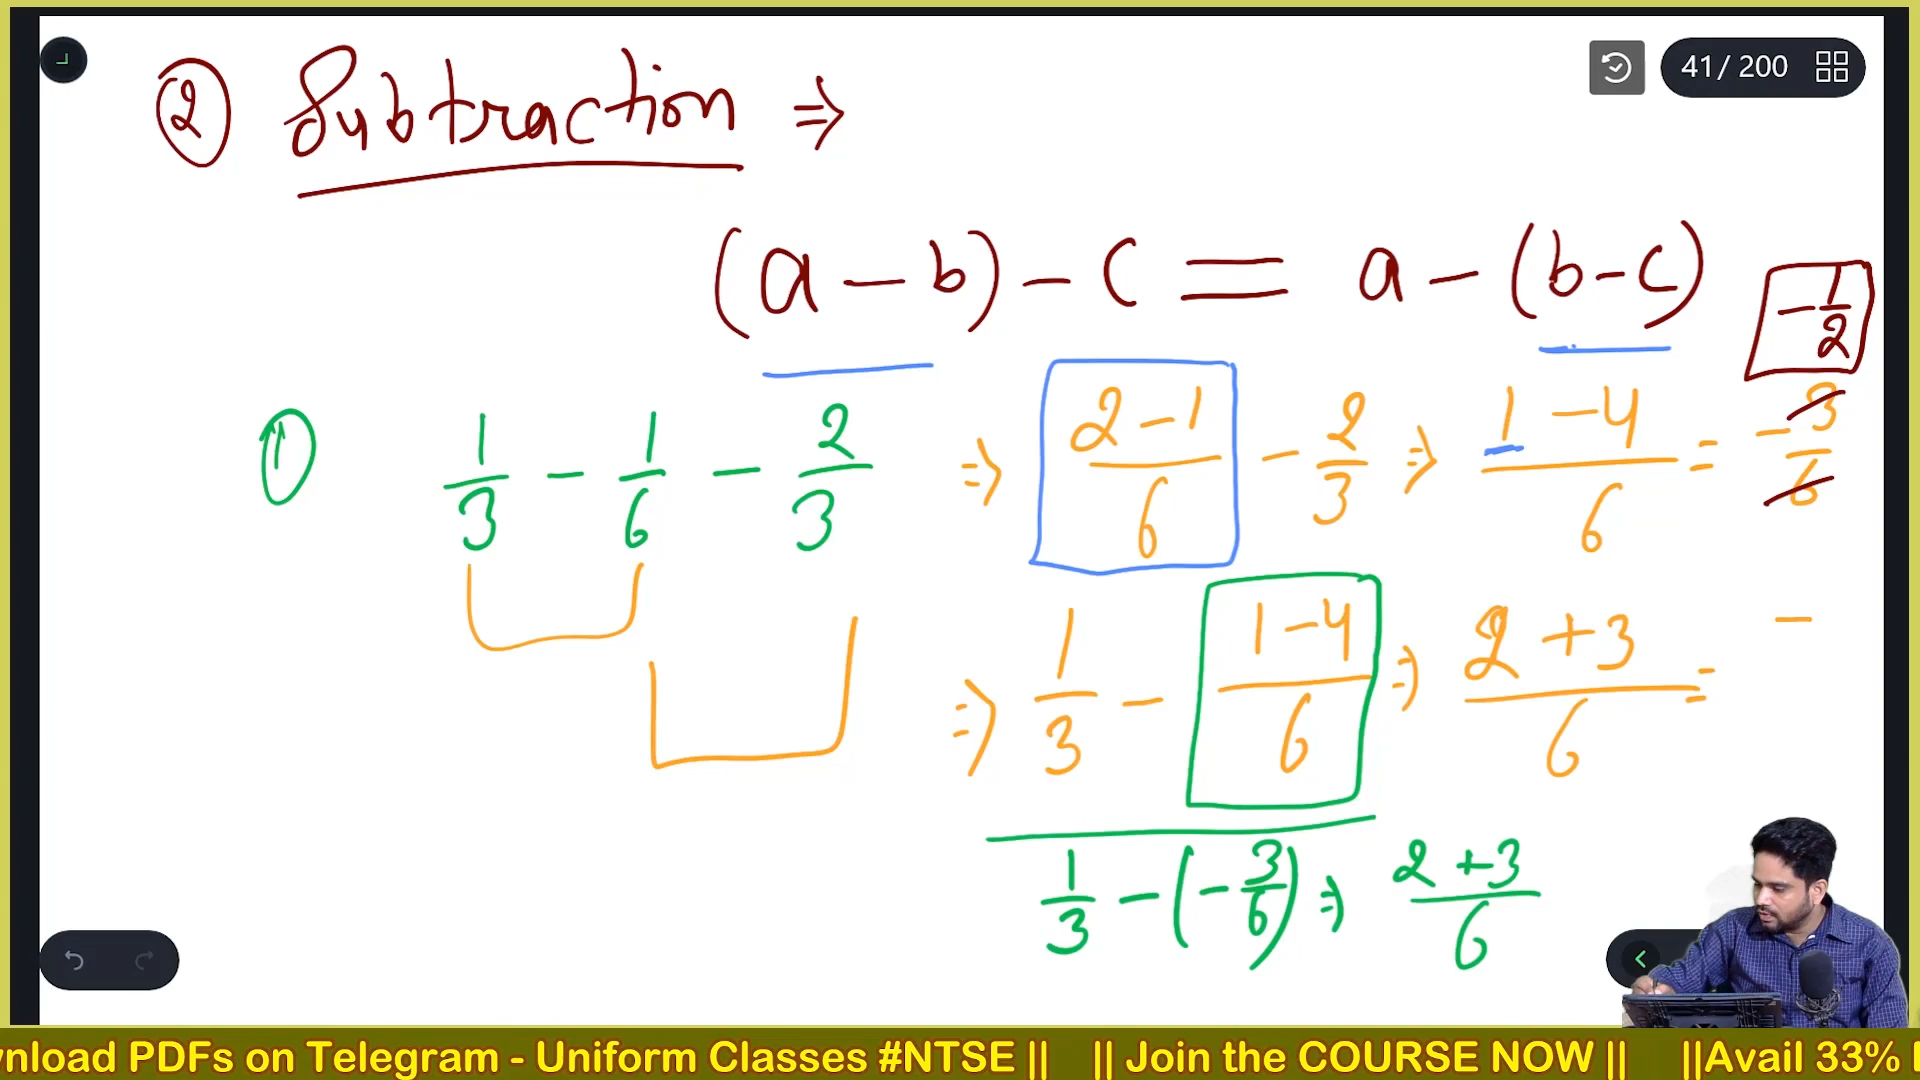 41 / 200
② Subtraction ⇒
(a - b) - c = a - (b - c)
-1/2
① 1/3 - 1/6 - 2/3 ⇒ (2 - 1)/6 - 2/3 ⇒ (1 - 4)/6 = -3/6
⇒ 1/3 - (1 - 4)/6 ⇒ (2 + 3)/6 = -
1/3 - (-3/6) ⇒ (2 + 3)/6
wnload PDFs on Telegram - Uniform Classes #NTSE || || Join the COURSE NOW || ||Avail 33%